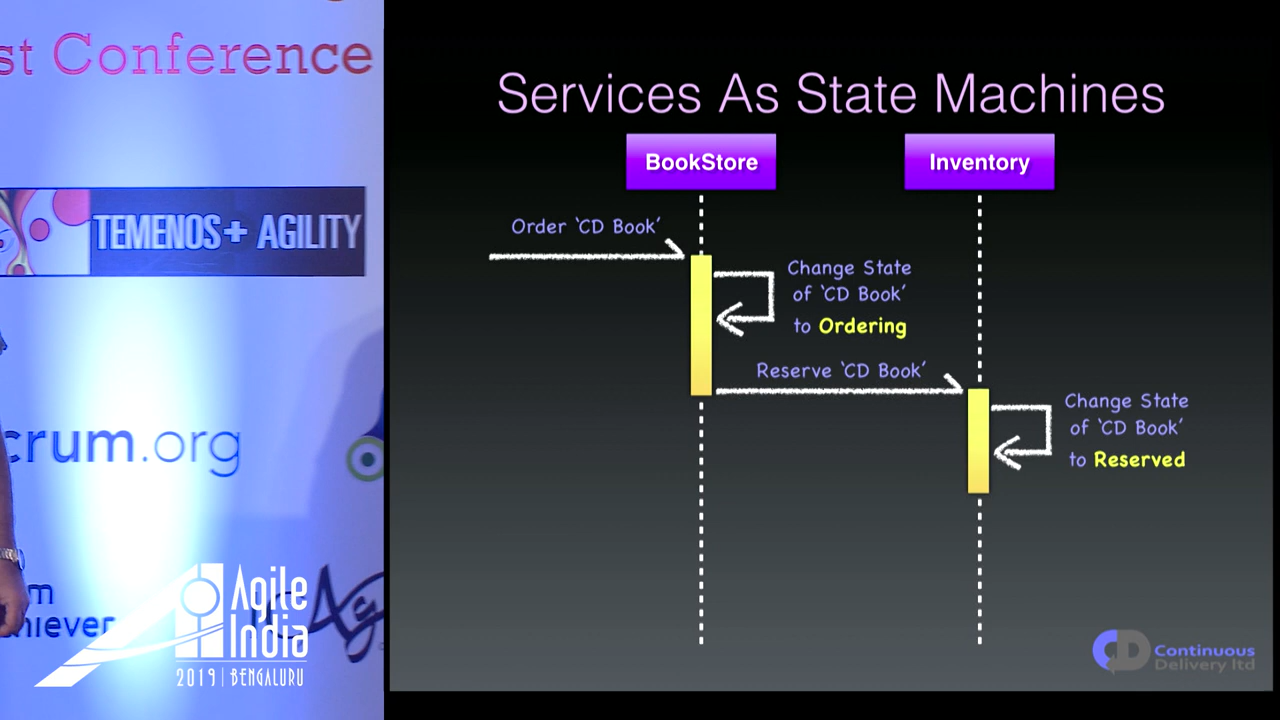 st Conference
TEMENOS+ AGILITY
crum.org
m
hiever
Agile
India
2019 | BENGALURU
Services As State Machines
BookStore
Inventory
Order ‘CD Book’
Change State
of ‘CD Book’
to Ordering
Reserve ‘CD Book’
Change State
of ‘CD Book’
to Reserved
CD Continuous
Delivery ltd